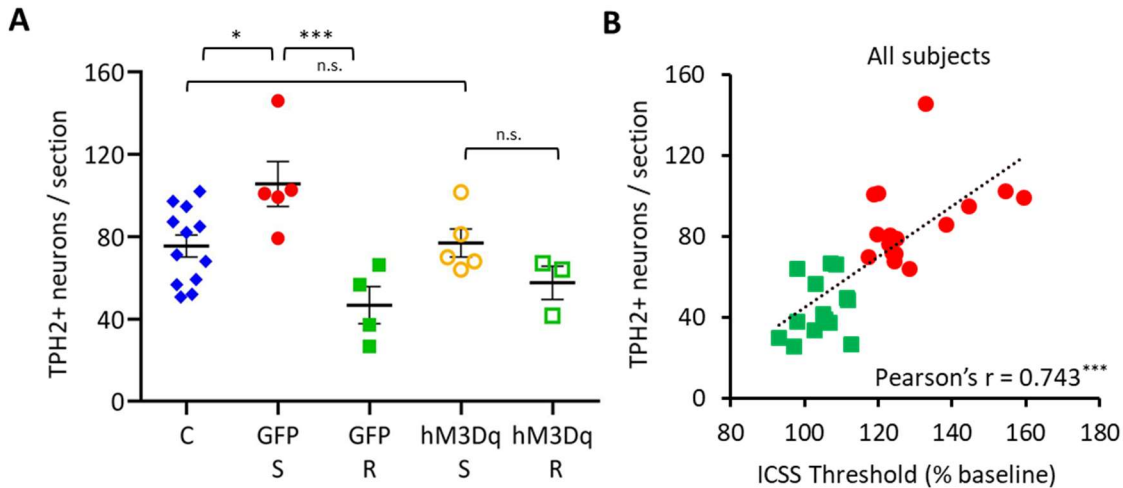 A
* ***
n.s.
n.s.
TPH2+ neurons / section
160
120
80
40
0
C GFP GFP hM3Dq hM3Dq
S R S R
B
All subjects
TPH2+ neurons / section
160
120
80
40
0
Pearson's r = 0.743***
80 100 120 140 160 180
ICSS Threshold (% baseline)